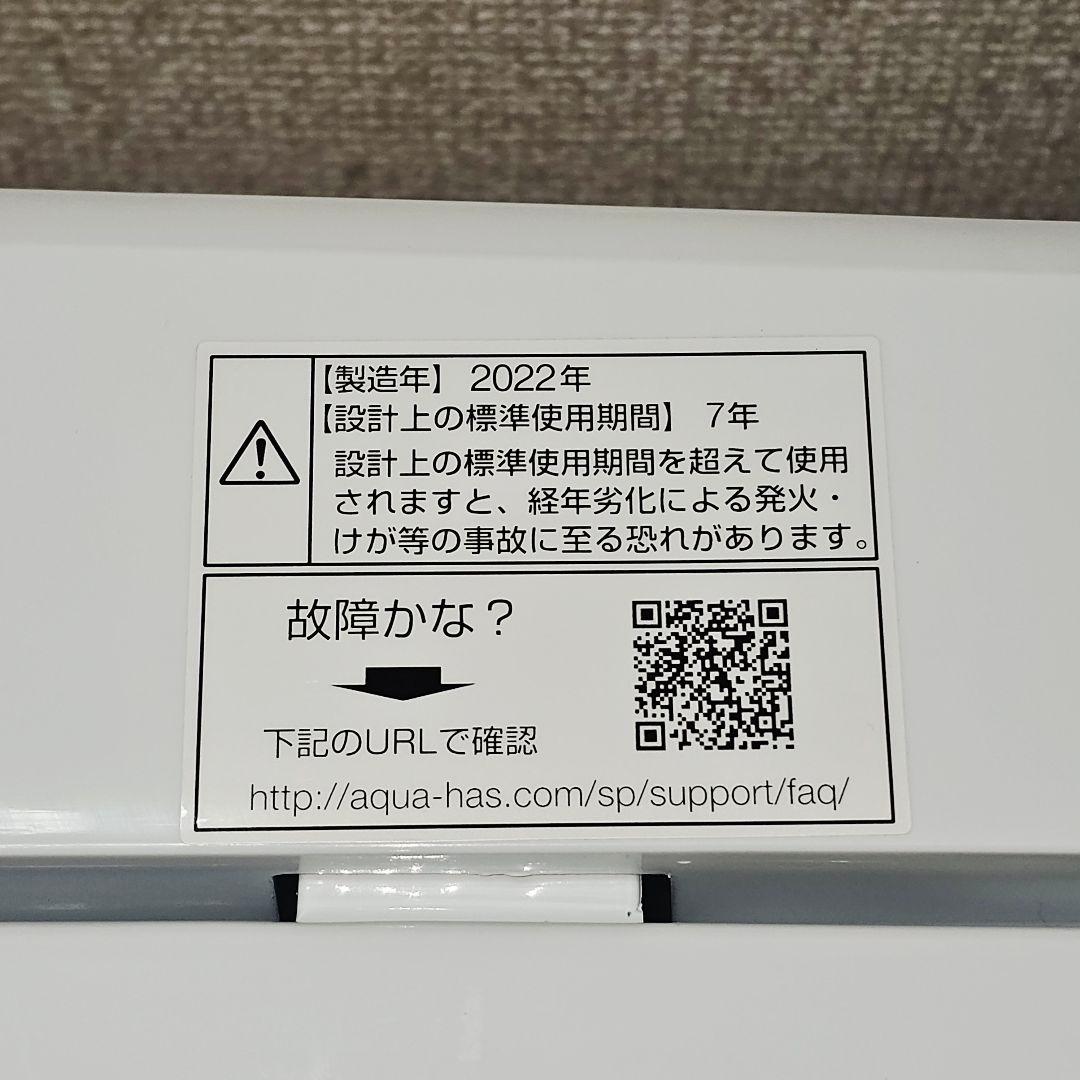 【製造年】 2022年
【設計上の標準使用期間】 7年
設計上の標準使用期間を超えて使用
されますと、経年劣化による発火・
けが等の事故に至る恐れがあります。
故障かな？
下記のURLで確認
http://aqua-has.com/sp/support/faq/